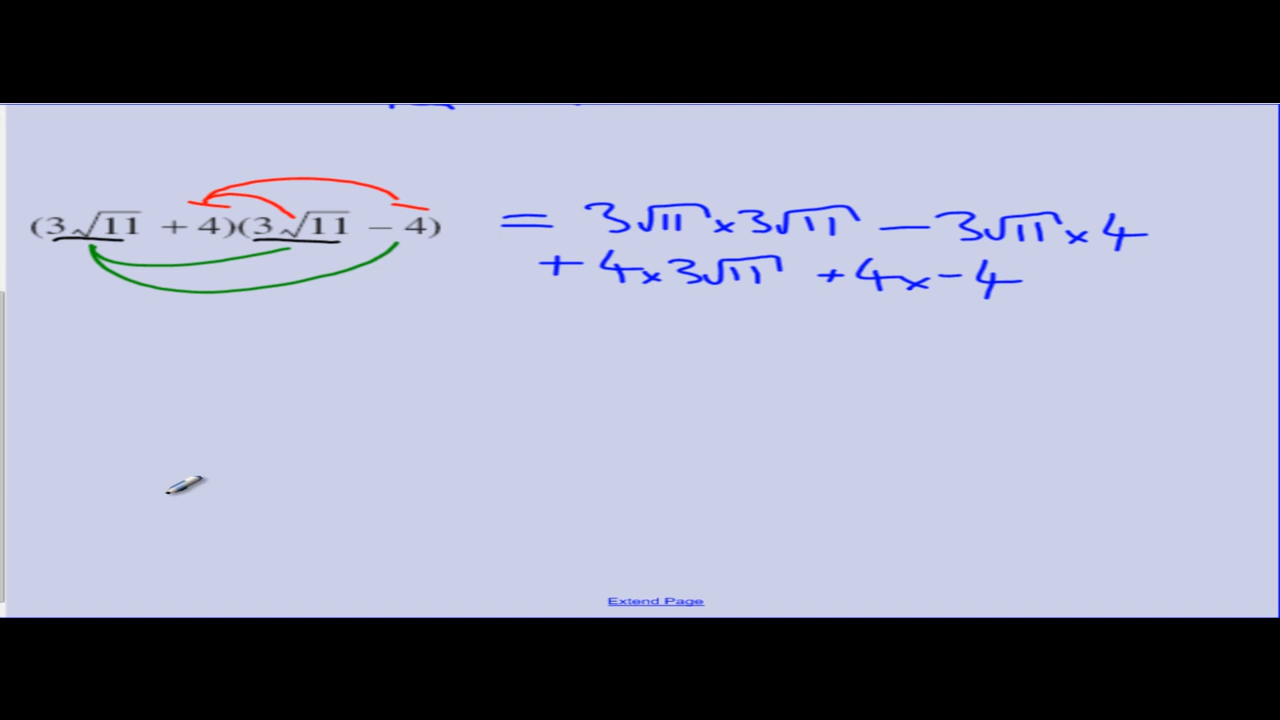 (3√11 + 4)(3√11 − 4) = 3√11 × 3√11 − 3√11 × 4
+ 4 × 3√11 + 4 × − 4
Extend Page